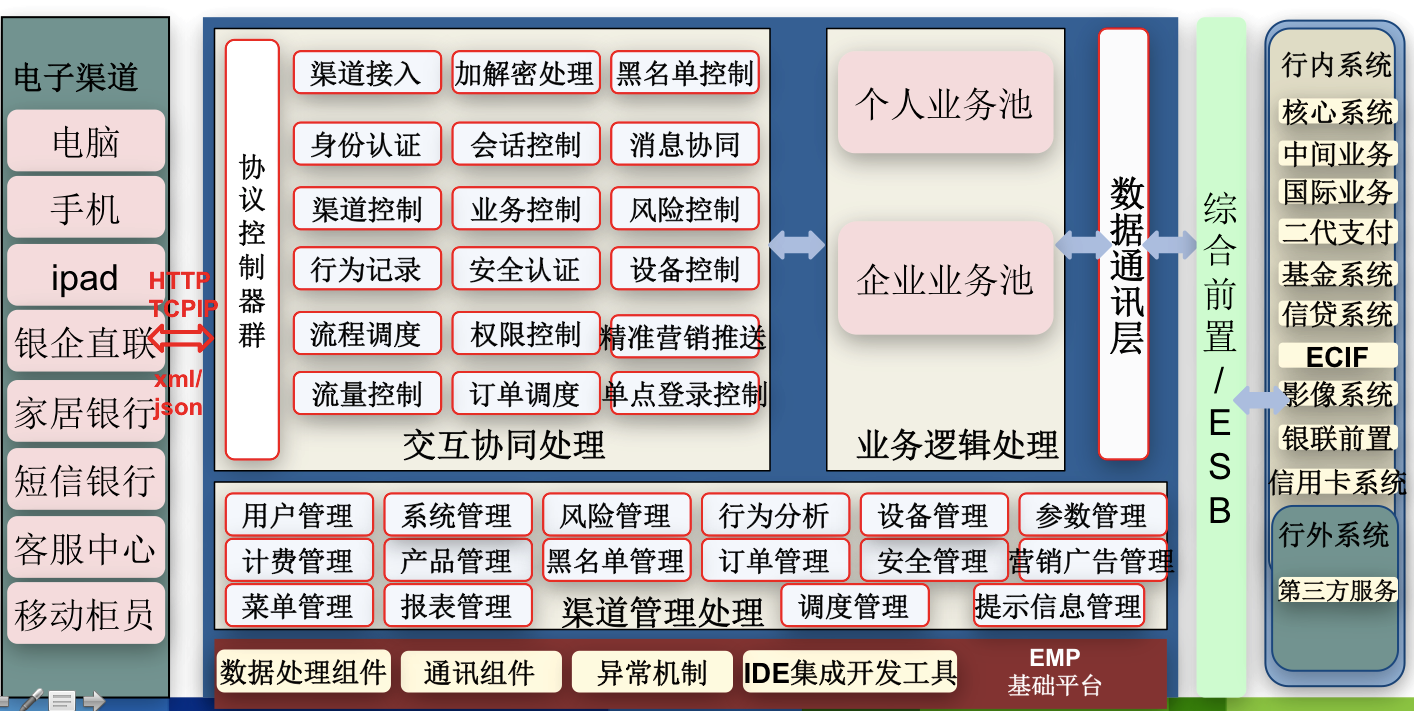 电子渠道
电脑
手机
ipad
银企直联
家居银行
短信银行
客服中心
移动柜员
HTTP
TCPIP
xml/
json
协议控制器群
渠道接入 加解密处理 黑名单控制
身份认证 会话控制 消息协同
渠道控制 业务控制 风险控制
行为记录 安全认证 设备控制
流程调度 权限控制 精准营销推送
流量控制 订单调度 单点登录控制
交互协同处理
个人业务池
企业业务池
业务逻辑处理
数据通讯层
综合前置/ESB
行内系统
核心系统
中间业务
国际业务
二代支付
基金系统
信贷系统
ECIF
影像系统
银联前置
信用卡系统
行外系统
第三方服务
用户管理 系统管理 风险管理 行为分析 设备管理 参数管理
计费管理 产品管理 黑名单管理 订单管理 安全管理 营销广告管理
菜单管理 报表管理 渠道管理处理 调度管理 提示信息管理
数据处理组件 通讯组件 异常机制 IDE集成开发工具
EMP
基础平台